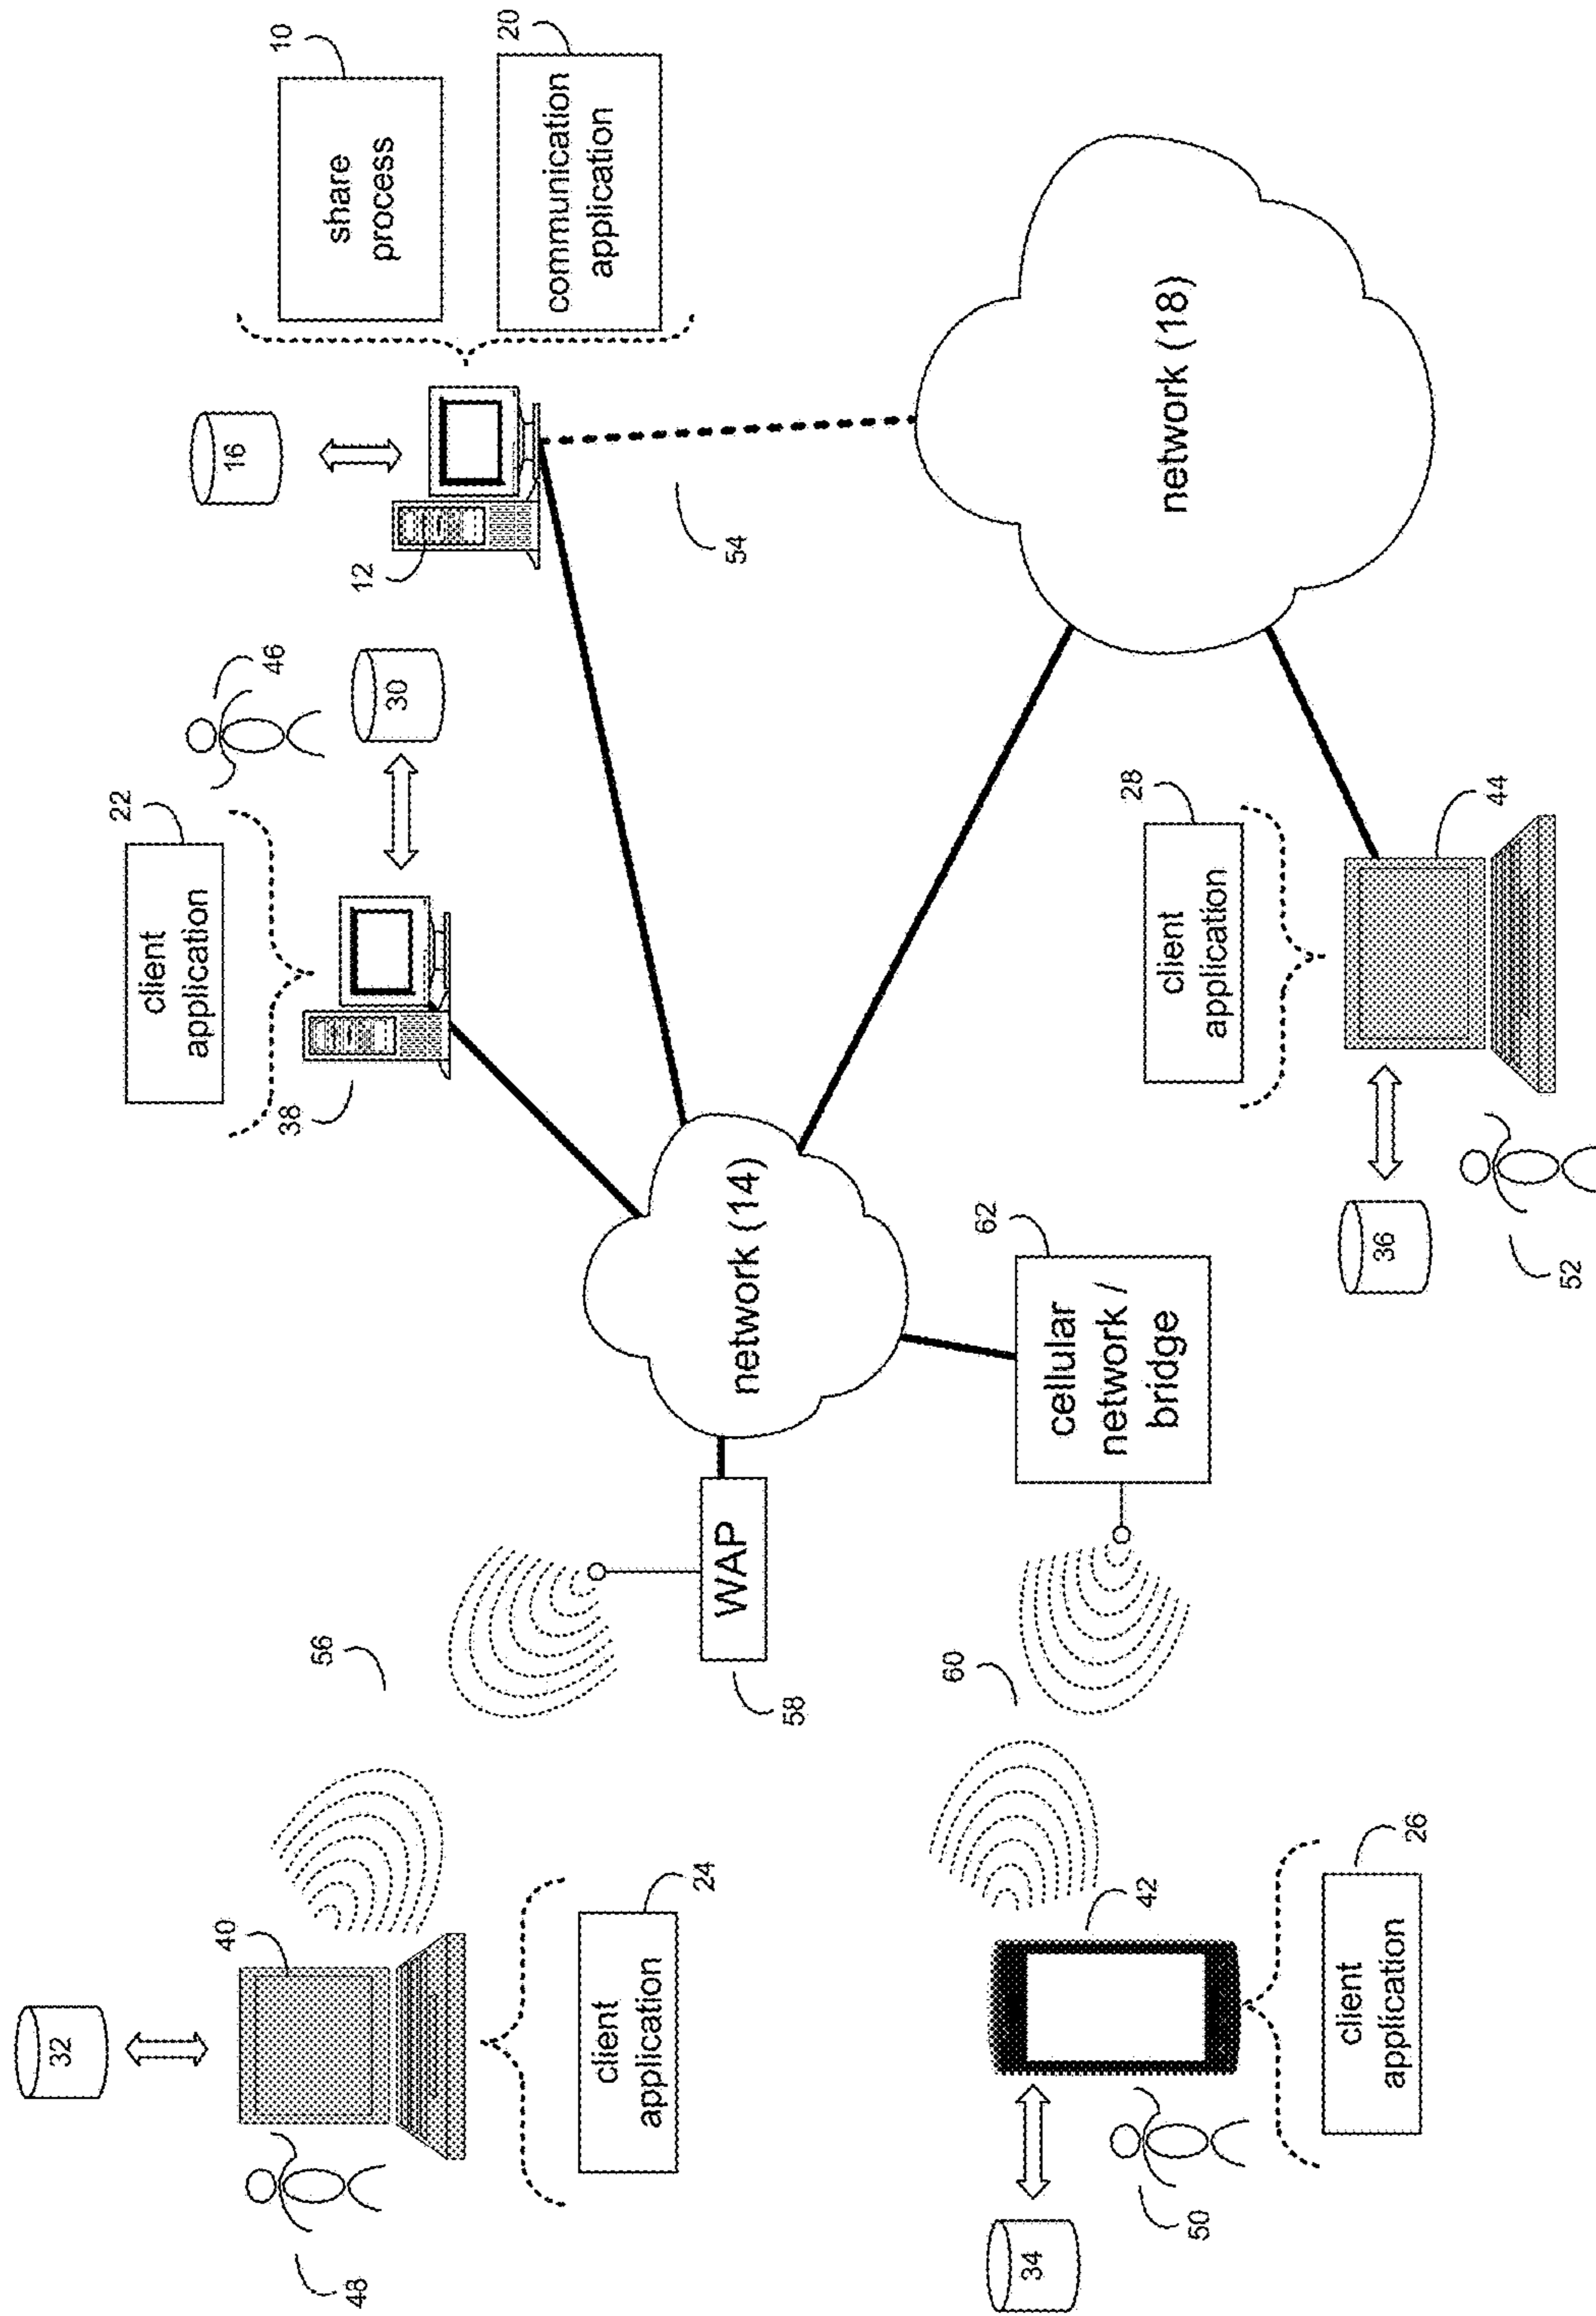 32
22
client
application
40
16
46
10
38
56
share
process
48
12
30
20
communication
application
client
application
24
54
WAP
network (14)
58
60
62
34
cellular
network /
bridge
42
28
network (18)
client
application
50
client
application
36
26
44
52